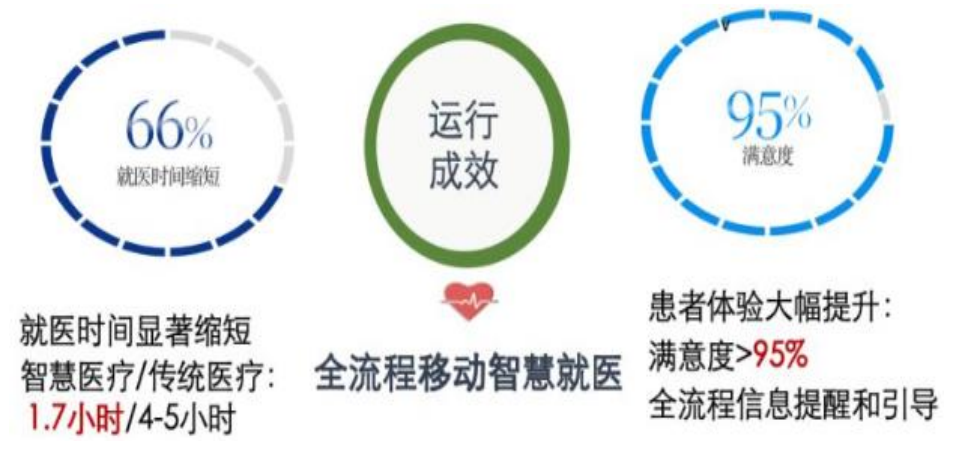 66%
就医时间缩短
运行
成效
95%
满意度
就医时间显著缩短
智慧医疗/传统医疗:
1.7小时/4-5小时
全流程移动智慧就医
患者体验大幅提升:
满意度>95%
全流程信息提醒和引导